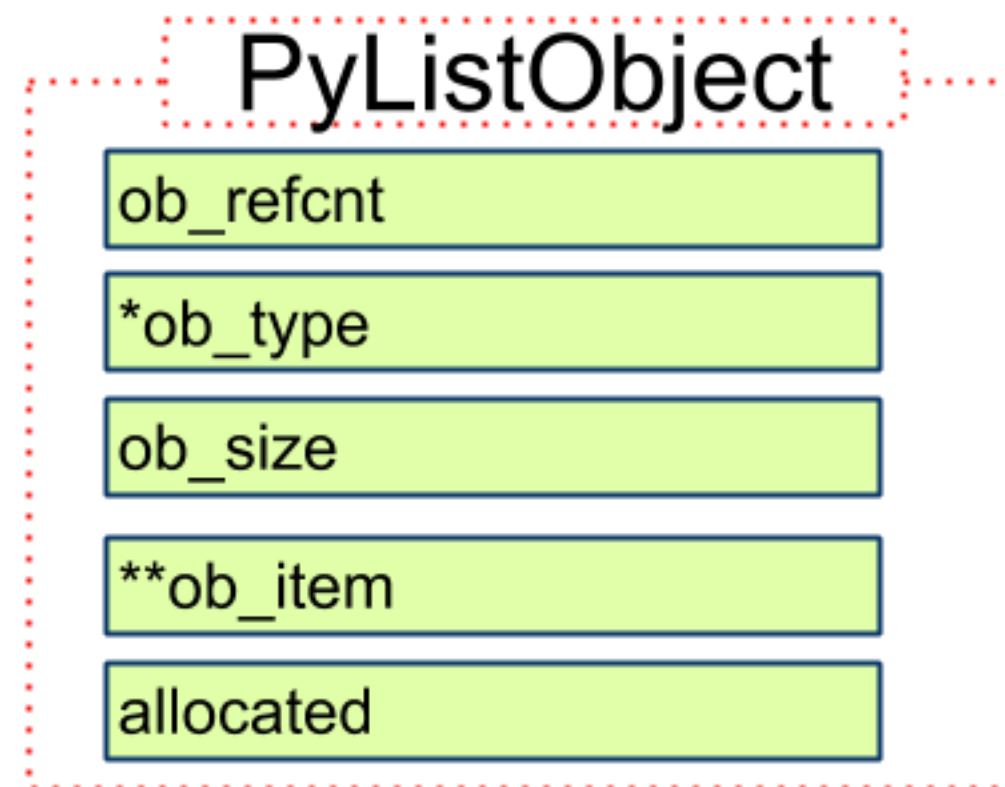 PyListObject
ob_refcnt
*ob_type
ob_size
**ob_item
allocated